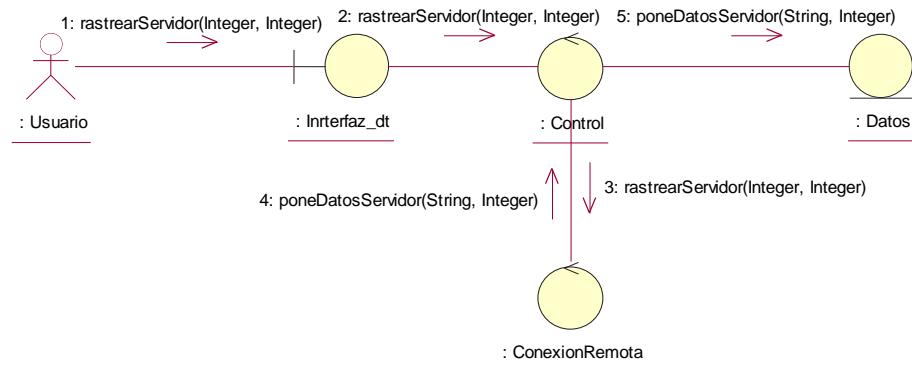 1: rastrearServidor(Integer, Integer)
2: rastrearServidor(Integer, Integer)
5: poneDatosServidor(String, Integer)
: Usuario
: Inrterfaz_dt
: Control
: Datos
4: poneDatosServidor(String, Integer)
3: rastrearServidor(Integer, Integer)
: ConexionRemota